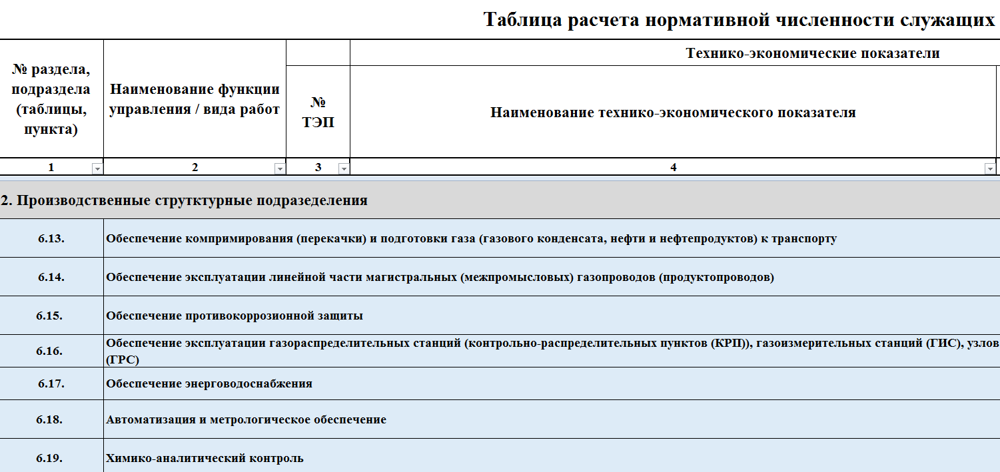 Таблица расчета нормативной численности служащих
№ раздела,
подраздела
(таблицы,
пункта)
Наименование функции
управления / вида работ
№
ТЭП
Технико-экономические показатели
Наименование технико-экономического показателя
1
2
3
4
2. Производственные струтктурные подразеделения
6.13.
Обеспечение компримирования (перекачки) и подготовки газа (газового конденсата, нефти и нефтепродуктов) к транспорту
6.14.
Обеспечение эксплуатации линейной части магистральных (межпромысловых) газопроводов (продуктопроводов)
6.15.
Обеспечение противокоррозионной защиты
6.16.
Обеспечение эксплуатации газораспределительных станций (контрольно-распределительных пунктов (КРП)), газоизмерительных станций (ГИС), узлов
(ГРС)
6.17.
Обеспечение энерговодоснабжения
6.18.
Автоматизация и метрологическое обеспечение
6.19.
Химико-аналитический контроль